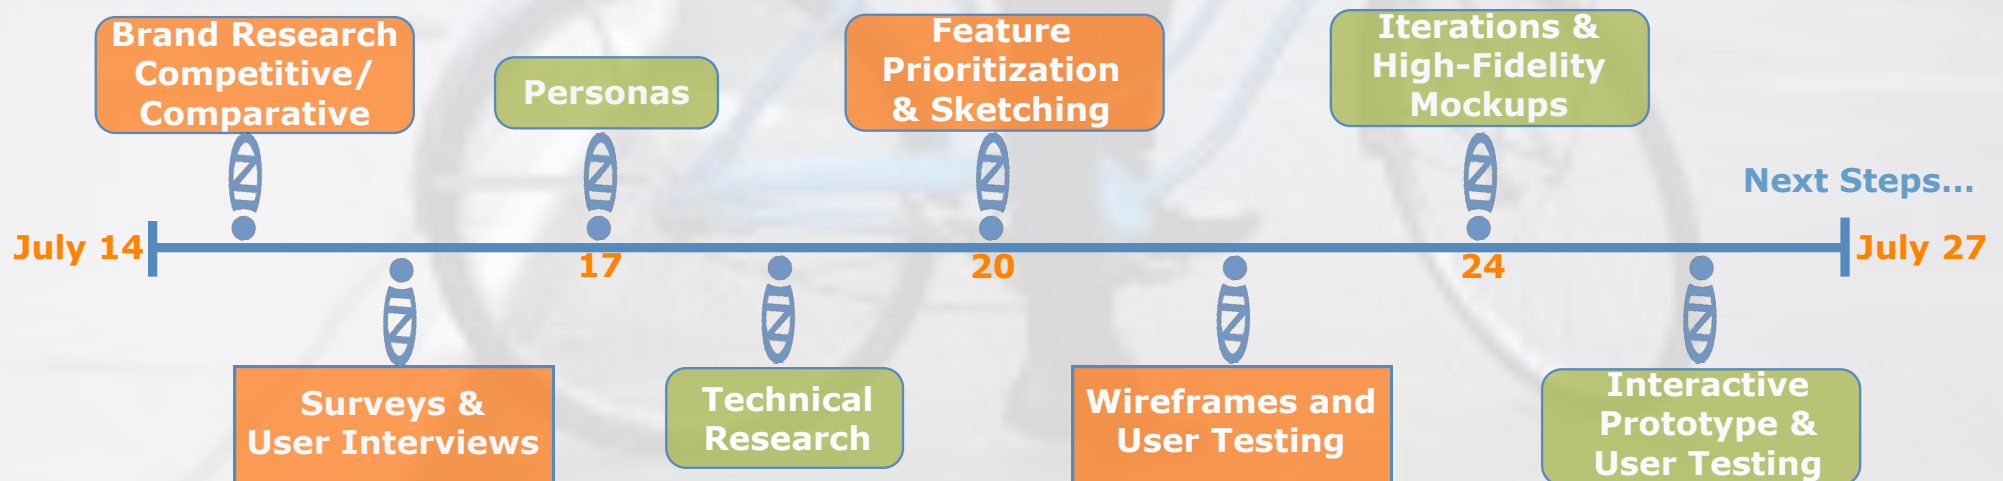 Brand Research
Competitive/
Comparative
Personas
Feature
Prioritization
& Sketching
Iterations &
High-Fidelity
Mockups
Next Steps...
July 14
17
20
24
July 27
Surveys &
User Interviews
Technical
Research
Wireframes and
User Testing
Interactive
Prototype &
User Testing